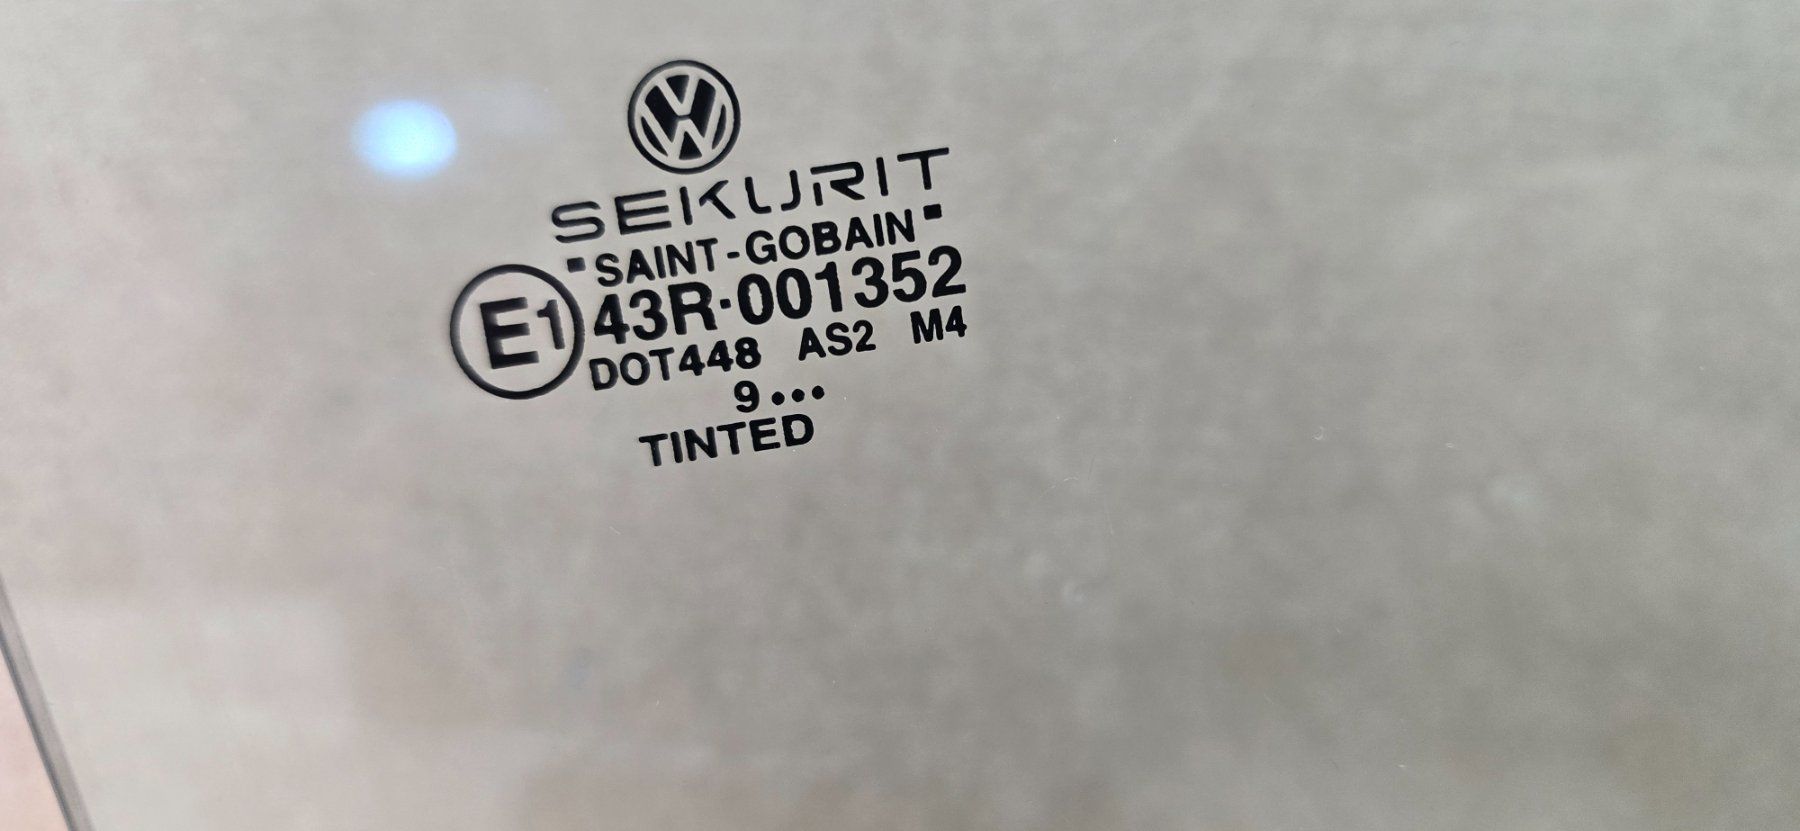 SEKURIT
"SAINT-GOBAIN"
E1 43R-001352
DOT448 AS2 M4
9•••
TINTED